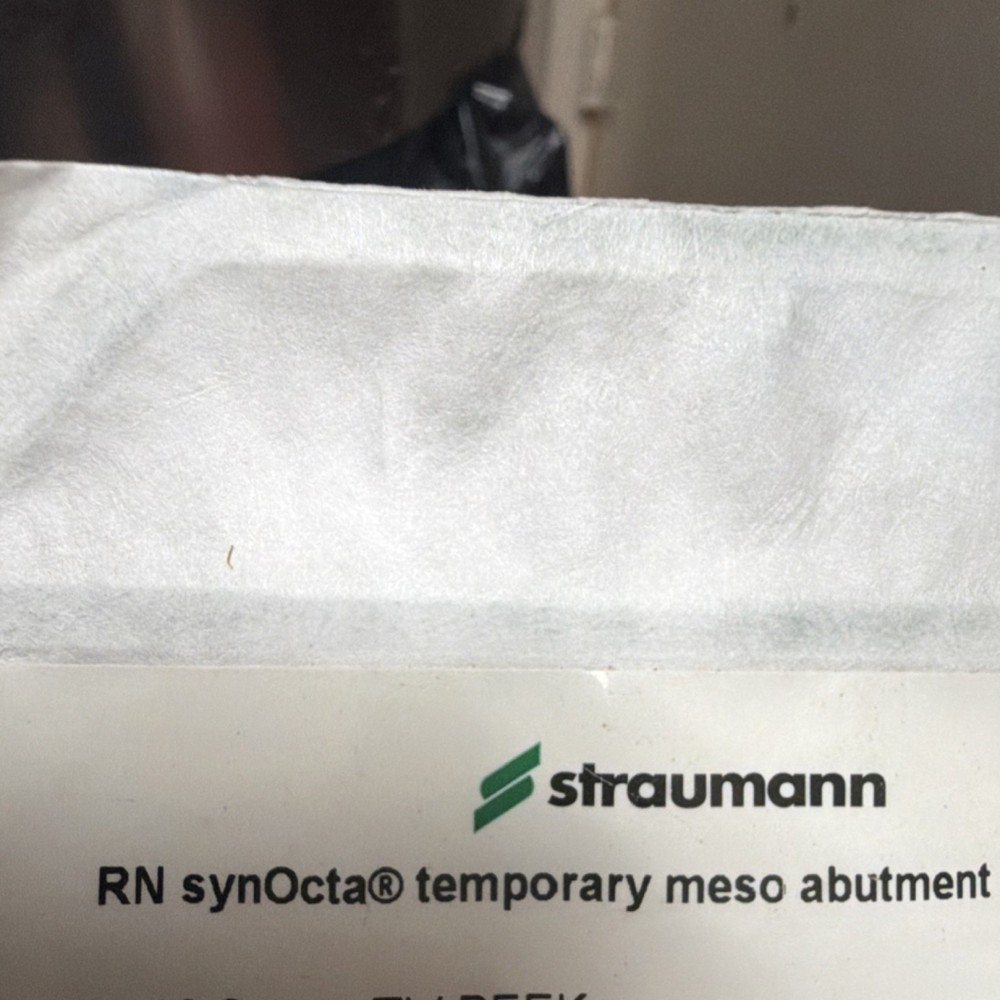 straumann
RN synOcta® temporary meso abutment